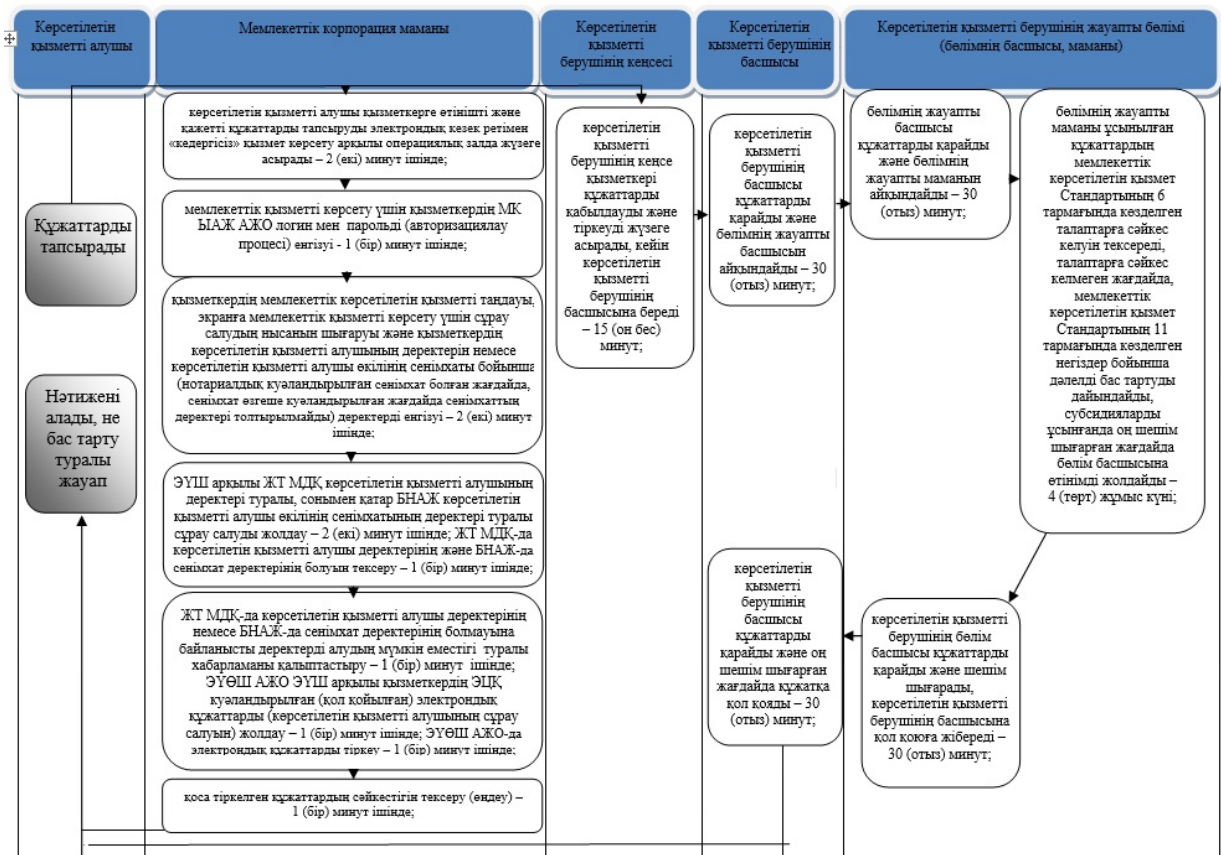 Көрсетілетін
қызметті алушы
Мемлекеттік корпорация маманы
Көрсетілетін
қызметті
берушінің кеңсесі
Көрсетілетін
қызметті берушінің
басшысы
Көрсетілетін қызметті берушінің жауапты бөлімі
(бөлімнің басшысы, маманы)
Құжаттарды
тапсырады
Нәтижені
алады, не
бас тарту
туралы
жауап
көрсетілетін қызметті алушы қызметкерге өтінішті және
қажетті құжаттарды тапсыруды электрондық кезек ретімен
«кедергісіз» қызмет көрсету арқылы операциялық залда жүзеге
асырады – 2 (екі) минут ішінде;
мемлекеттік қызметті көрсету үшін қызметкердің МК
ЫАЖ АЖО логин мен парольді (авторизациялау
процесі) енгізуі - 1 (бір) минут ішінде;
қызметкердің мемлекеттік көрсетілетін қызметті таңдауы,
экранға мемлекеттік қызметті көрсету үшін сұрау
салудың нысанын шығаруы және қызметкердің
көрсетілетін қызметті алушының деректерін немесе
көрсетілетін қызметті алушы өкілінің сенімхаты бойынша
(нотариалдық куәландырылған сенімхат болған жағдайда,
сенімхат өзгеше куәландырылған жағдайда сенімхаттың
деректері толтырылмайды) деректерді енгізуі – 2 (екі) минут
ішінде;
ЭҮШ арқылы ЖТ МДҚ көрсетілетін қызметті алушының
деректері туралы, сонымен қатар БНАЖ көрсетілетін
қызметті алушы өкілінің сенімхатының деректері туралы
сұрау салуды жолдау – 2 (екі) минут ішінде; ЖТ МДҚ-да
көрсетілетін қызметті алушы деректерінің және БНАЖ-да
сенімхат деректерінің болуын тексеру – 1 (бір) минут ішінде;
ЖТ МДҚ-да көрсетілетін қызметті алушы деректерінің
немесе БНАЖ-да сенімхат деректерінің болмауына
байланысты деректерді алудың мүмкін еместігі туралы
хабарламаны қалыптастыру – 1 (бір) минут ішінде;
ЭҮӨШ АЖО ЭҮШ арқылы қызметкердің ЭЦҚ
куәландырылған (қол қойылған) электрондық
құжаттарды (көрсетілетін қызметті алушының сұрау
салуын) жолдау – 1 (бір) минут ішінде; ЭҮӨШ АЖО-да
электрондық құжаттарды тіркеу – 1 (бір) минут ішінде;
қоса тіркелген құжаттардың сәйкестігін тексеру (өңдеу) –
1 (бір) минут ішінде;
көрсетілетін
қызметті
берушінің кеңсе
қызметкері
құжаттарды
қабылдауды және
тіркеуді жүзеге
асырады, кейін
көрсетілетін
қызметті
берушінің
басшысына береді
– 15 (он бес)
минут;
көрсетілетін
қызметті
берушінің
басшысы
құжаттарды
қарайды және
бөлімнің жауапты
басшысын
айқындайды – 30
(отыз) минут;
бөлімнің жауапты
басшысы
құжаттарды қарайды
және бөлімнің
жауапты маманын
айқындайды – 30
(отыз) минут;
бөлімнің жауапты
маманы ұсынылған
құжаттардың
мемлекеттік
көрсетілетін қызмет
Стандартының 6
тармағында көзделген
талаптарға сәйкес
келуін тексереді,
талаптарға сәйкес
келмеген жағдайда,
мемлекеттік
көрсетілетін қызмет
Стандартының 11
тармағында көзделген
негіздер бойынша
дәлелді бас тартуды
дайындайды,
субсидияларды
ұсынғанда оң шешім
шығарған жағдайда
бөлім басшысына
өтінімді жолдайды –
4 (төрт) жұмыс күні;
көрсетілетін
қызметті
берушінің
басшысы
құжаттарды
қарайды және оң
шешім шығарған
жағдайда құжатқа
қол қояды – 30
(отыз) минут;
көрсетілетін қызметті
берушінің бөлім
басшысы құжаттарды
қарайды және шешім
шығарады,
көрсетілетін қызметті
берушінің басшысына
қол қоюға жібереді –
30 (отыз) минут;